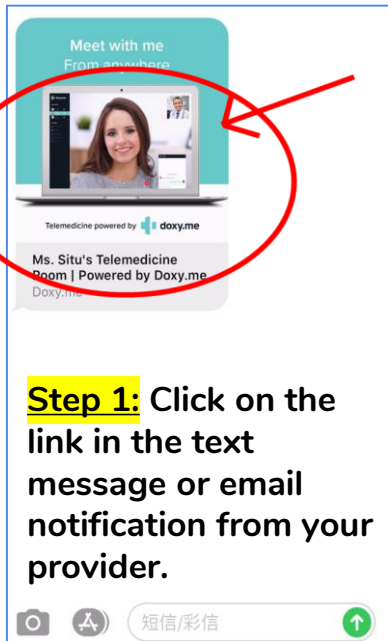 Meet with me
From anywhere
Telemedicine powered by doxy.me
Ms. Situ's Telemedicine
Room | Powered by Doxy.me
Doxy.me
Step 1: Click on the
link in the text
message or email
notification from your
provider.
短信/彩信